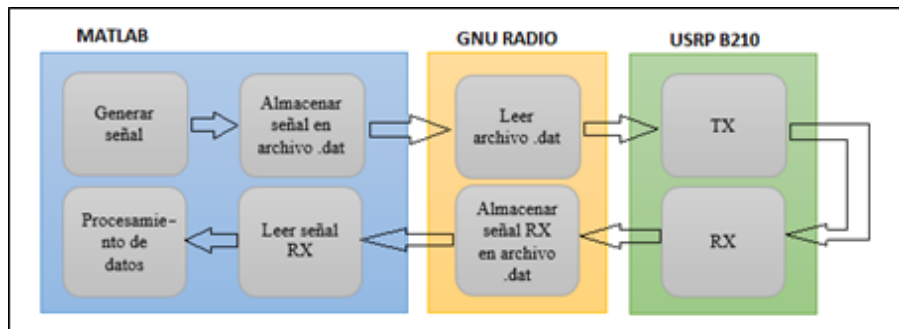 MATLAB
GNU RADIO
USRP B210
Generar
señal
Almacenar
señal en
archivo .dat
Leer
archivo .dat
TX
Procesamie-
nto de
datos
Leer señal
RX
Almacenar
señal RX
en archivo
.dat
RX